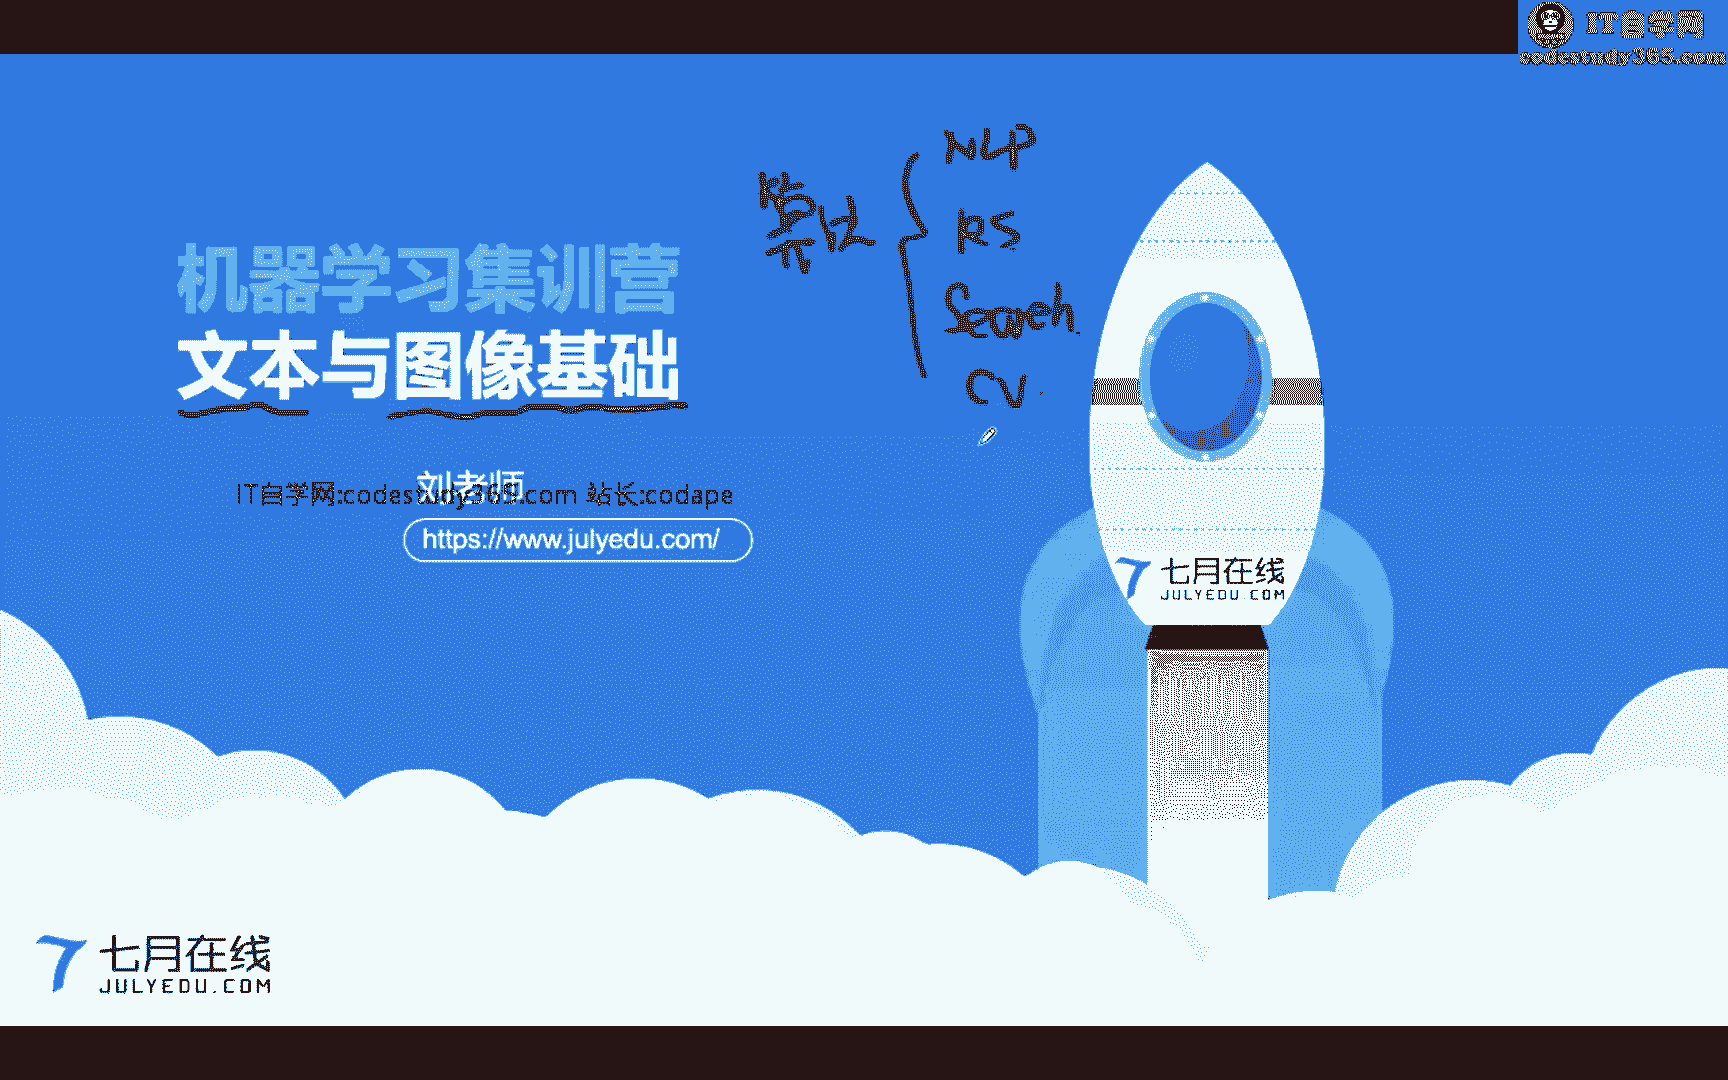 IT自学网
codestudy365.com
算法
NLP
RS
Search
CV
机器学习集训营
文本与图像基础
刘老师
IT自学网:codestudy365.com 站长:codape
https://www.julyedu.com/
七月在线
JULYEDU.COM
七月在线
JULYEDU.COM